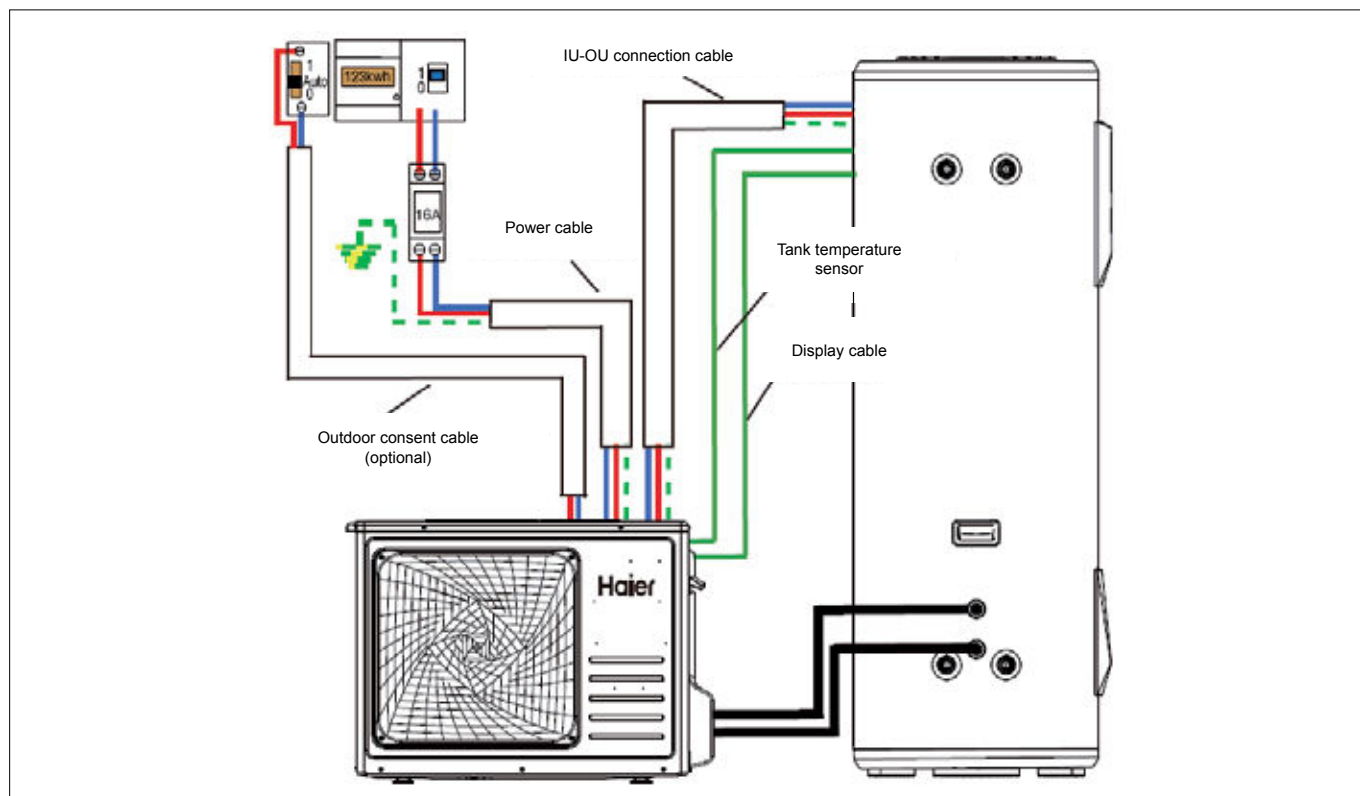 IU-OU connection cable
1
Auto
0
123kwh
1
0
16A
Power cable
Tank temperature
sensor
Display cable
Outdoor consent cable
(optional)
Haier